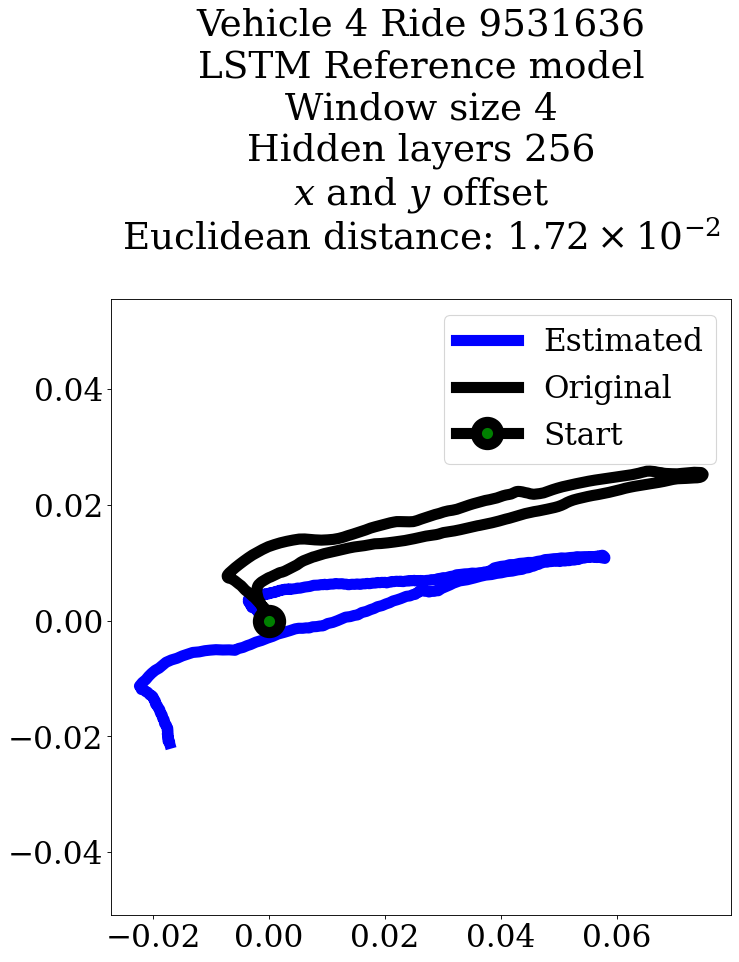 Vehicle 4 Ride 9531636
LSTM Reference model
Window size 4
Hidden layers 256
x and y offset
Euclidean distance: 1.72 × 10⁻²
Estimated
Original
Start
0.04
0.02
0.00
−0.02
−0.04
−0.02 0.00 0.02 0.04 0.06